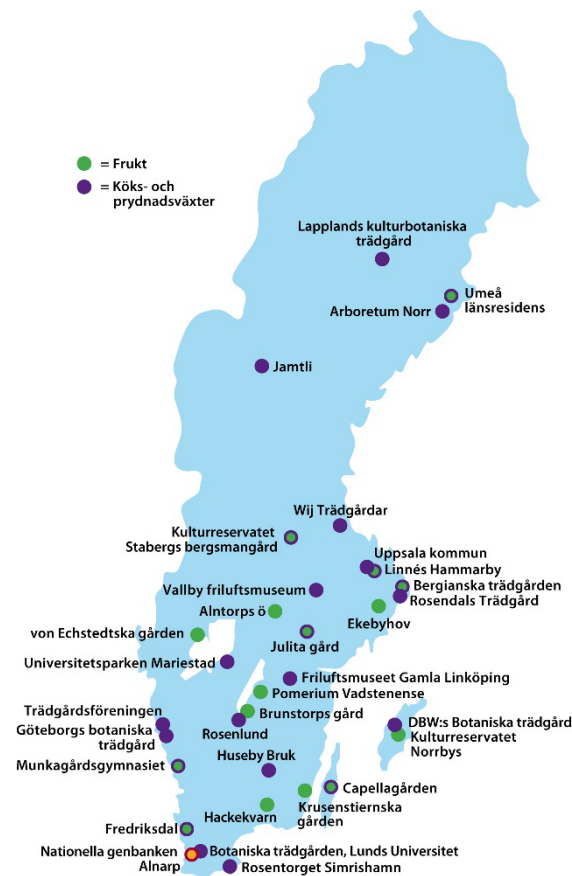 = Frukt
= Köks- och
prydnadsväxter
Lapplands kulturbotaniska
trädgård
Umeå
länsresidens
Arboretum Norr
Jamtli
Wij Trädgårdar
Kulturreservatet
Stabergs bergsmangård
Uppsala kommun
Linnés Hammarby
Bergianska trädgården
Rosendals Trädgård
Vallby friluftsmuseum
Alntorps ö
Ekebyhov
von Echstedtska gården
Julita gård
Universitetsparken Mariestad
Friluftsmuseet Gamla Linköping
Pomerium Vadstenense
Trädgårdsföreningen
Brunstorps gård
DBW:s Botaniska trädgård
Göteborgs botaniska
trädgård
Rosenlund
Kulturreservatet
Norrbys
Huseby Bruk
Munkagårdsgymnasiet
Capellagården
Krusenstiernska
gården
Hackekvarn
Fredriksdal
Nationella genbanken
Alnarp
Botaniska trädgården, Lunds Universitet
Rosentorget Simrishamn